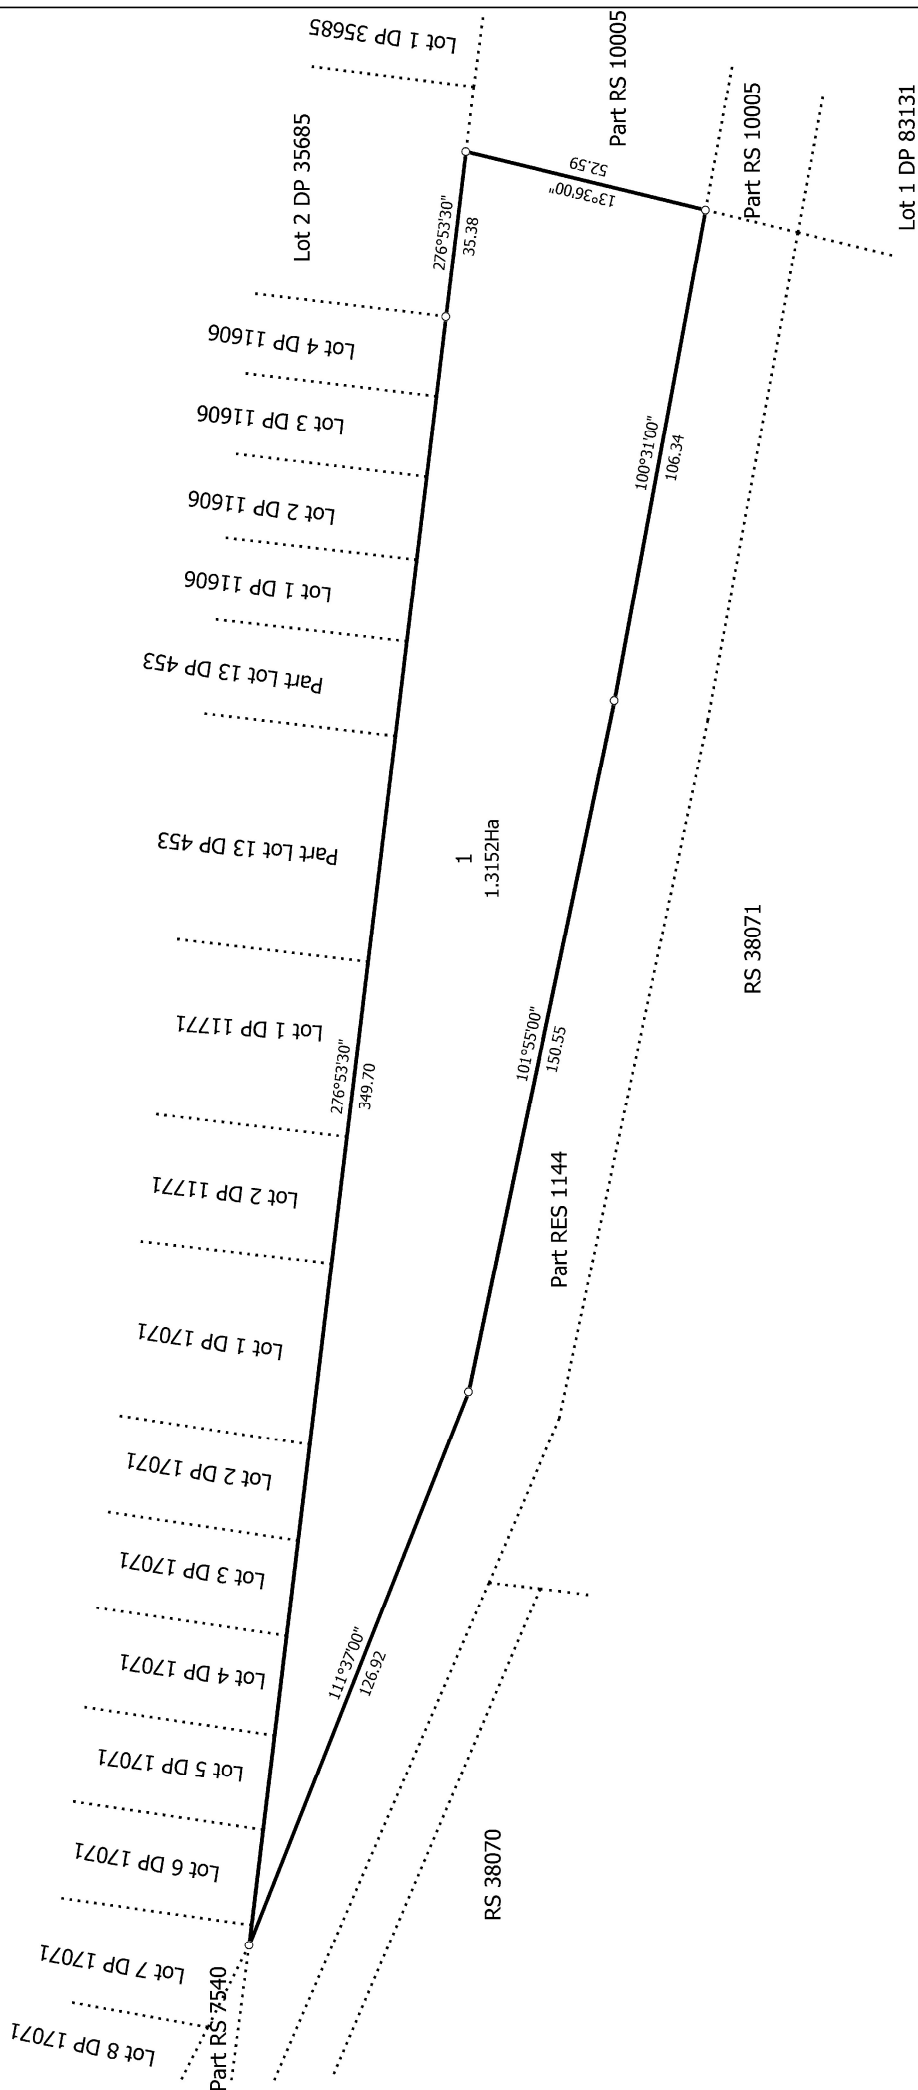 Lot 1 DP 35685
Part RS 10005
Lot 2 DP 35685
Part RS 10005
Lot 1 DP 83131
52.59
13°36'00"
276°53'30"
35.38
Lot 4 DP 11606
Lot 3 DP 11606
100°31'00"
106.34
Lot 2 DP 11606
Lot 1 DP 11606
Part Lot 13 DP 453
Part Lot 13 DP 453
1
1.3152Ha
RS 38071
Lot 1 DP 11771
276°53'30"
349.70
101°55'00"
150.55
Lot 2 DP 11771
Part RES 1144
Lot 1 DP 17071
Lot 2 DP 17071
Lot 3 DP 17071
Lot 4 DP 17071
111°37'00"
126.92
Lot 5 DP 17071
Lot 6 DP 17071
RS 38070
Lot 7 DP 17071
Part RS 7540
Lot 8 DP 17071